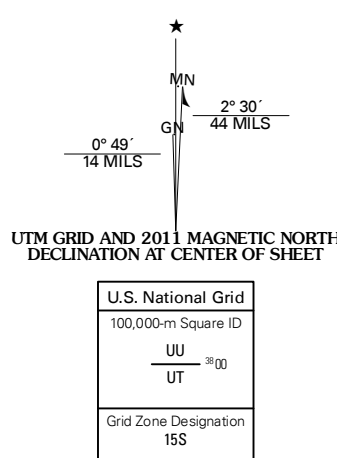 ★
MN
2° 30´
44 MILS
GN
0° 49´
14 MILS
UTM GRID AND 2011 MAGNETIC NORTH
DECLINATION AT CENTER OF SHEET
U.S. National Grid
100,000-m Square ID
UU
3800
UT
Grid Zone Designation
15S